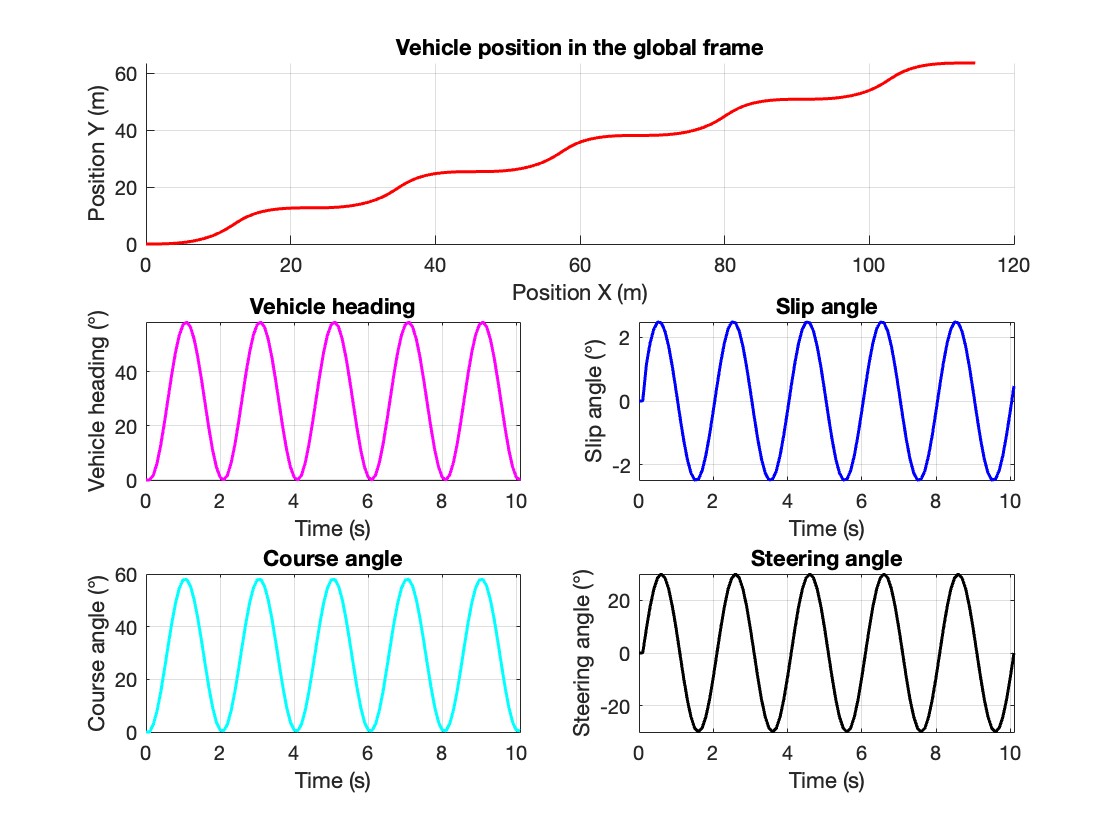 Vehicle position in the global frame
Position Y (m)
60
40
20
0
0 20 40 60 80 100 120
Position X (m)
Vehicle heading
Vehicle heading (°)
40
20
0
0 2 4 6 8 10
Time (s)
Slip angle
Slip angle (°)
2
0
-2
0 2 4 6 8 10
Time (s)
Course angle
Course angle (°)
60
40
20
0
0 2 4 6 8 10
Time (s)
Steering angle
Steering angle (°)
20
0
-20
0 2 4 6 8 10
Time (s)